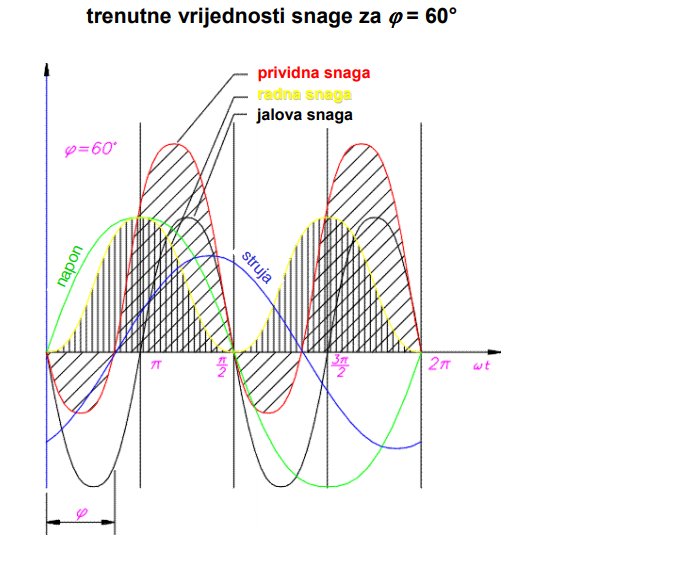 trenutne vrijednosti snage za φ = 60°
prividna snaga
radna snaga
jalova snaga
φ=60°
napon
struja
π
π/2
3π/2
2π
ωt
φ